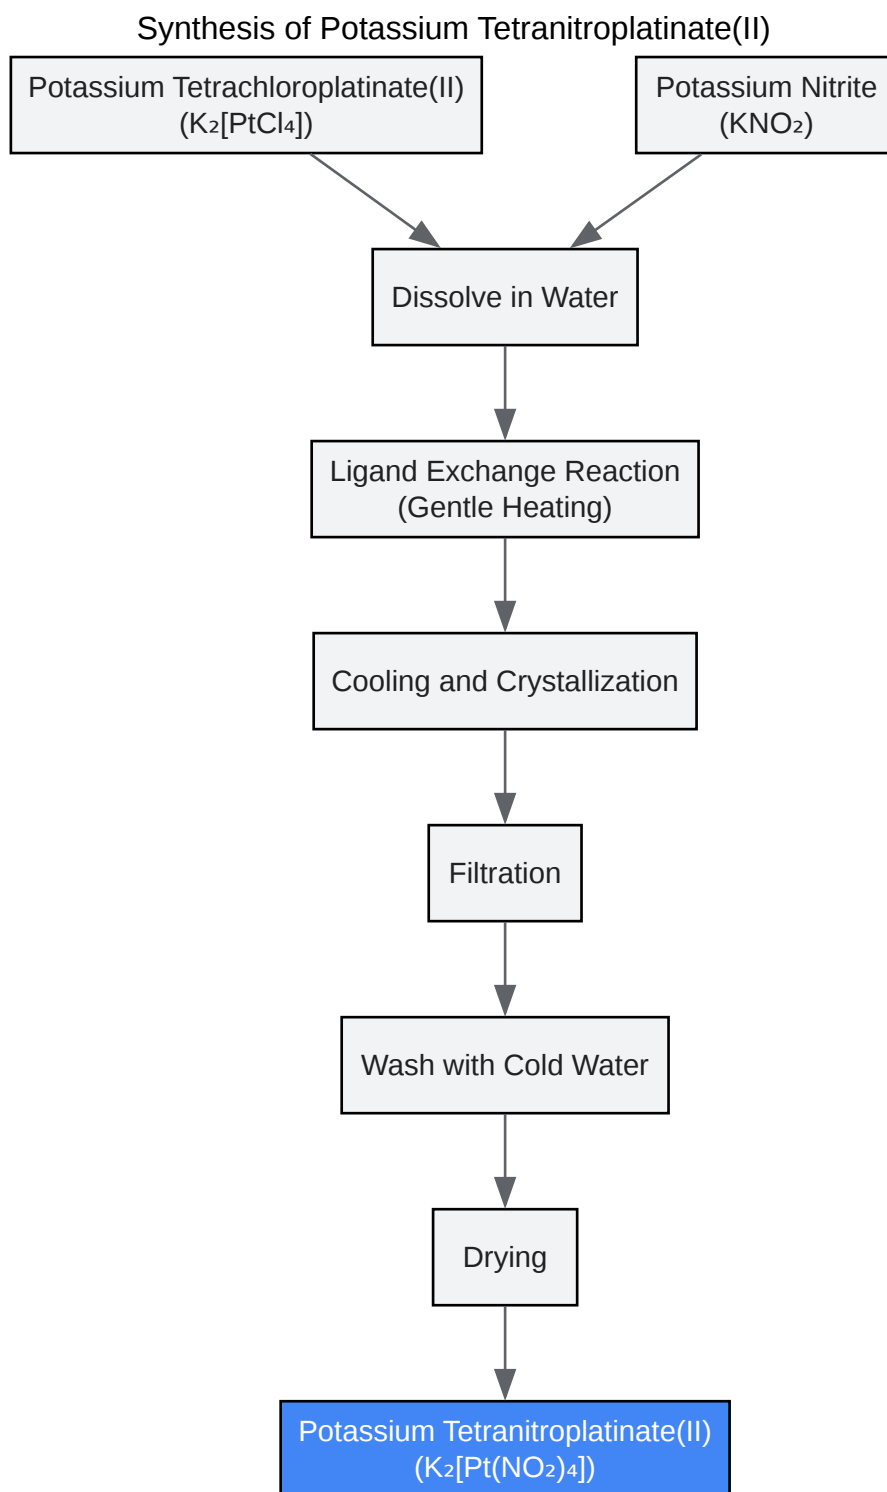 Synthesis of Potassium Tetranitroplatinate(II)
Potassium Tetrachloroplatinate(II)
(K₂[PtCl₄])
Potassium Nitrite
(KNO₂)
Dissolve in Water
Ligand Exchange Reaction
(Gentle Heating)
Cooling and Crystallization
Filtration
Wash with Cold Water
Drying
Potassium Tetranitroplatinate(II)
(K₂[Pt(NO₂)₄])